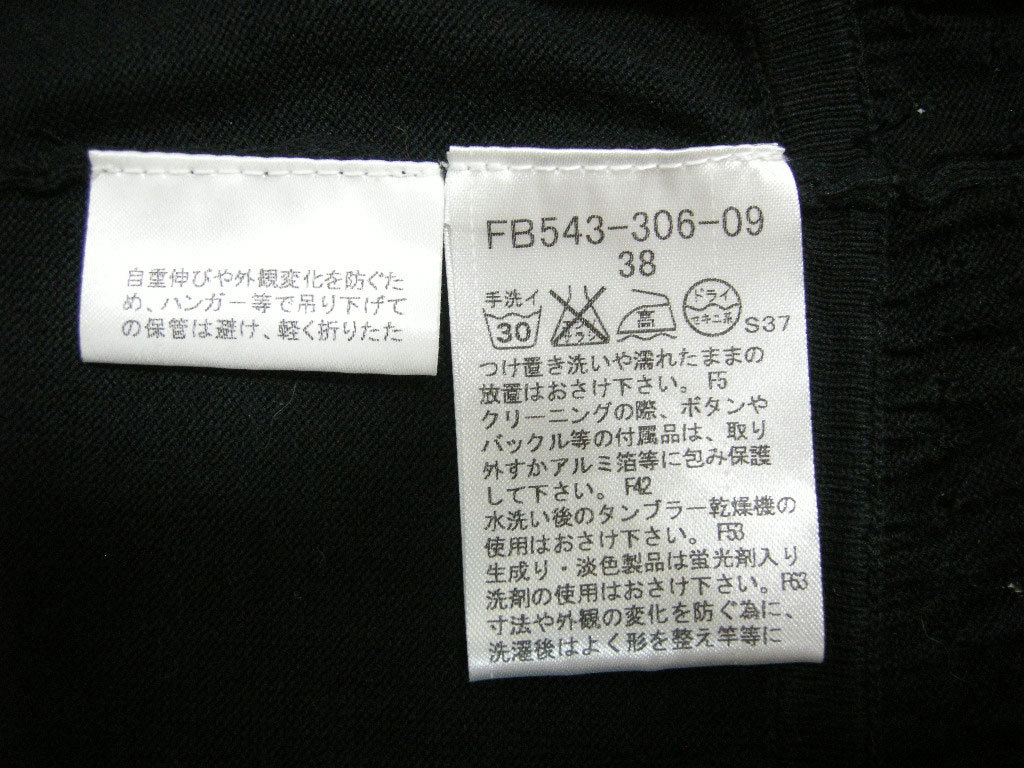 自重伸びや外観変化を防ぐた
め、ハンガー等で吊り下げて
の保管は避け、軽く折りたた
FB543-306-09
38
手洗イ
30
エンソ
サラシ
高
ドライ
セキユ系
S37
つけ置き洗いや濡れたままの
放置はおさけ下さい。 F5
クリーニングの際、ボタンや
バックル等の付属品は、取り
外すかアルミ箔等に包み保護
して下さい。 F42
水洗い後のタンブラー乾燥機の
使用はおさけ下さい。 F53
生成り・淡色製品は蛍光剤入り
洗剤の使用はおさけ下さい。F63
寸法や外観の変化を防ぐ為に、
洗濯後はよく形を整え竿等に